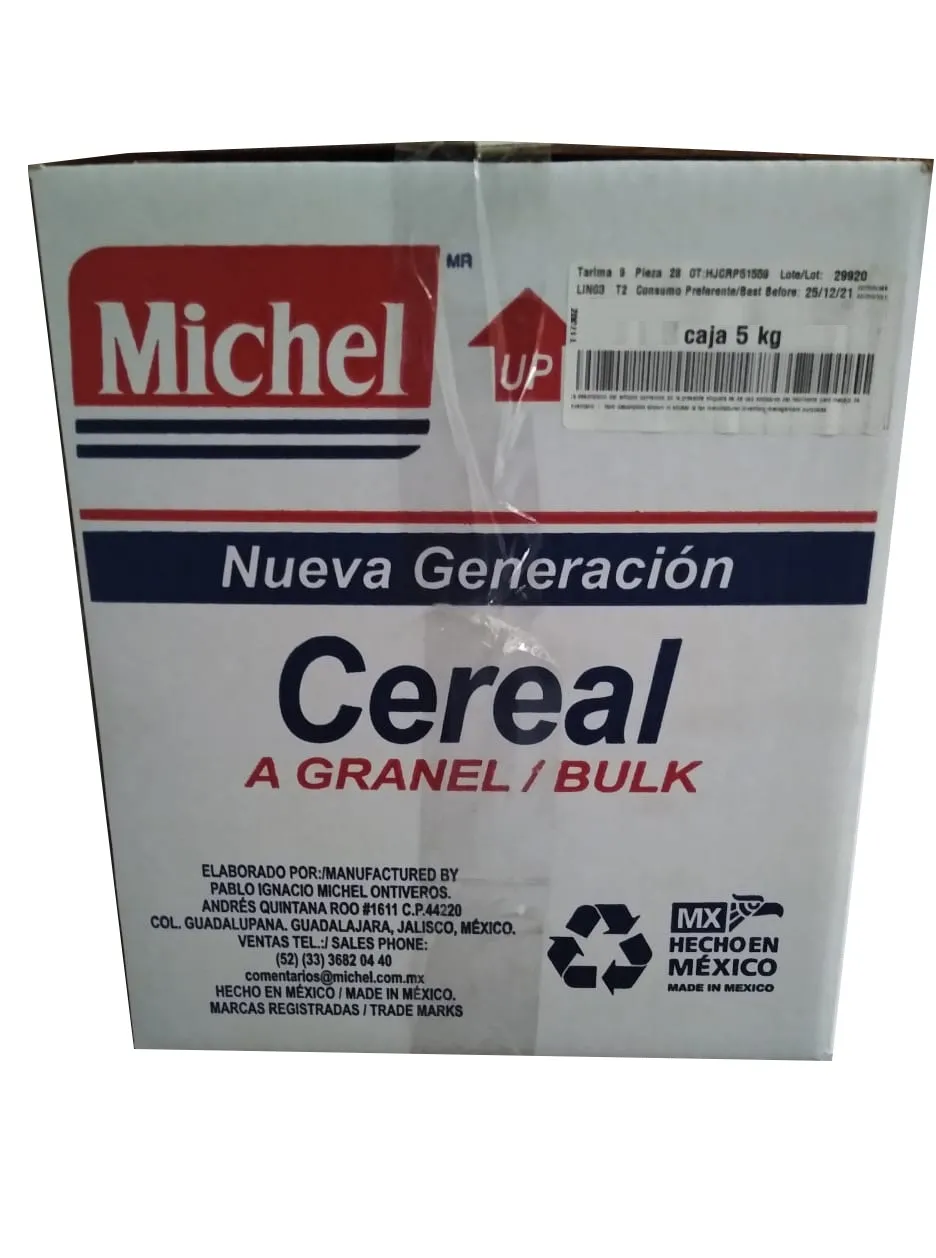 Michel
MR
UP
Tarima 9 Pieza 28 OT:HJCRP51559 Lote/Lot: 29920
LIN03 T2 Consumo Preferente/Best Before: 25/12/21
caja 5 kg
Nueva Generación
Cereal
A GRANEL / BULK
ELABORADO POR:/MANUFACTURED BY
PABLO IGNACIO MICHEL ONTIVEROS.
ANDRÉS QUINTANA ROO #1611 C.P.44220
COL. GUADALUPANA. GUADALAJARA, JALISCO, MÉXICO.
VENTAS TEL.:/ SALES PHONE:
(52) (33) 3682 04 40
comentarios@michel.com.mx
HECHO EN MÉXICO / MADE IN MÉXICO.
MARCAS REGISTRADAS / TRADE MARKS
MX
HECHO EN
MÉXICO
MADE IN MEXICO